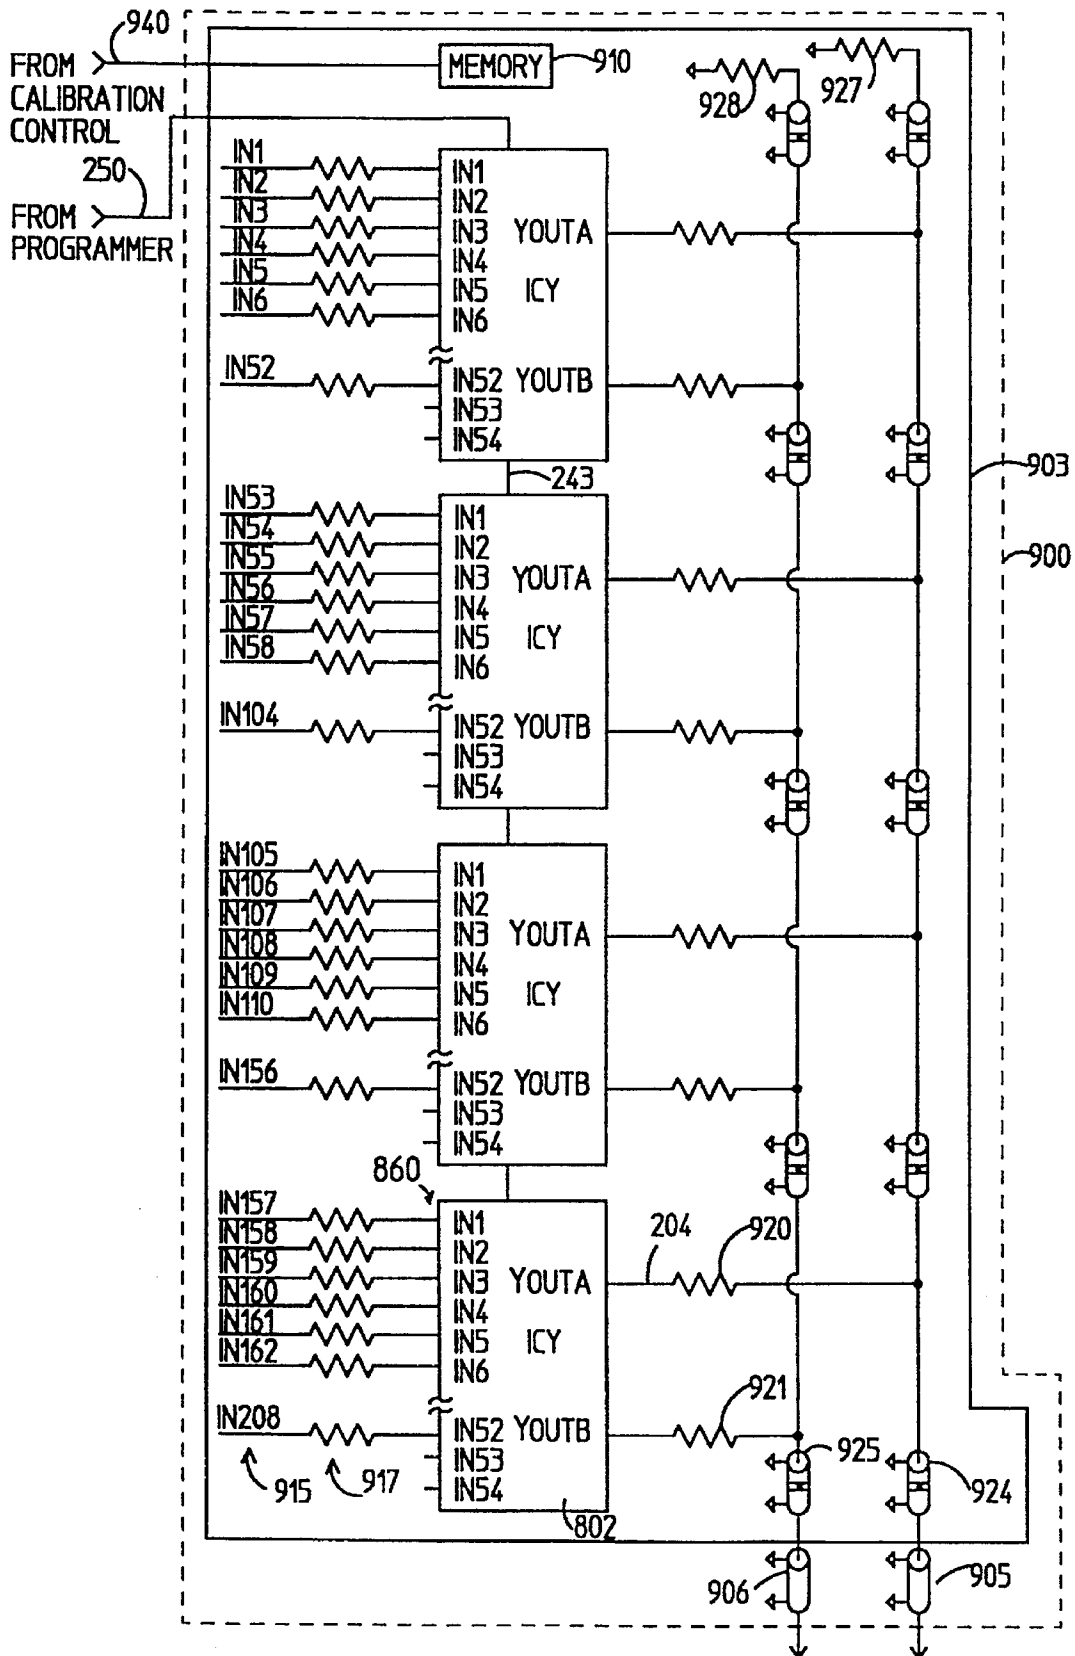 940
FROM
CALIBRATION
CONTROL
MEMORY
910
928
927
250
FROM
PROGRAMMER
IN1
IN2
IN3
IN4
IN5
IN6
IN52
IN1
IN2
IN3
IN4
IN5
IN6
IN52
IN53
IN54
YOUTA
ICY
YOUTB
243
903
900
IN53
IN54
IN55
IN56
IN57
IN58
IN104
IN1
IN2
IN3
IN4
IN5
IN6
IN52
IN53
IN54
YOUTA
ICY
YOUTB
IN105
IN106
IN107
IN108
IN109
IN110
IN156
IN1
IN2
IN3
IN4
IN5
IN6
IN52
IN53
IN54
YOUTA
ICY
YOUTB
860
IN157
IN158
IN159
IN160
IN161
IN162
IN208
IN1
IN2
IN3
IN4
IN5
IN6
IN52
IN53
IN54
YOUTA
ICY
YOUTB
204
920
921
925
924
915
917
802
906
905